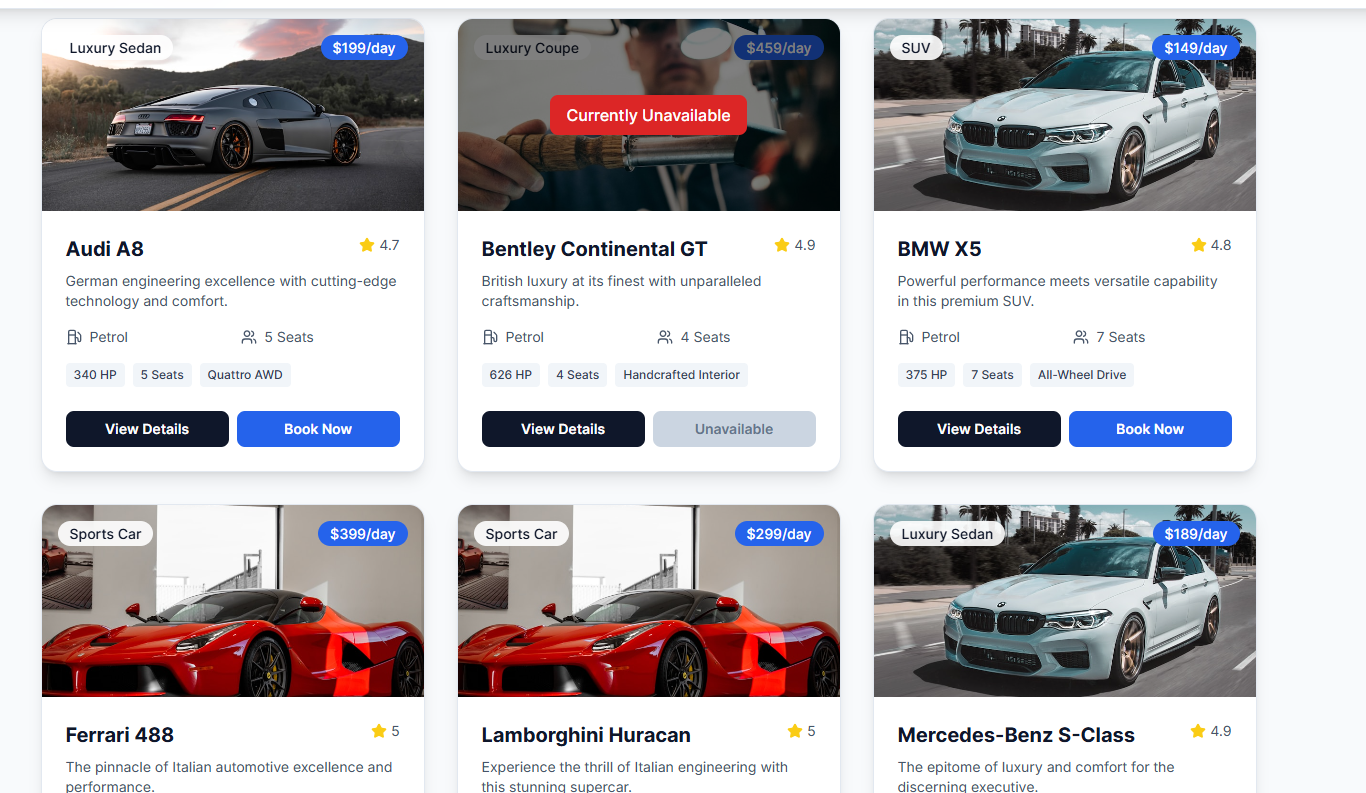 Luxury Sedan
$199/day
Luxury Coupe
$459/day
Currently Unavailable
SUV
$149/day
Audi A8
4.7
German engineering excellence with cutting-edge
technology and comfort.
Petrol
5 Seats
340 HP
5 Seats
Quattro AWD
View Details
Book Now
Bentley Continental GT
4.9
British luxury at its finest with unparalleled
craftsmanship.
Petrol
4 Seats
626 HP
4 Seats
Handcrafted Interior
View Details
Unavailable
BMW X5
4.8
Powerful performance meets versatile capability
in this premium SUV.
Petrol
7 Seats
375 HP
7 Seats
All-Wheel Drive
View Details
Book Now
Sports Car
$399/day
Ferrari 488
5
The pinnacle of Italian automotive excellence and
performance.
Sports Car
$299/day
Lamborghini Huracan
5
Experience the thrill of Italian engineering with
this stunning supercar.
Luxury Sedan
$189/day
Mercedes-Benz S-Class
4.9
The epitome of luxury and comfort for the
discerning executive.